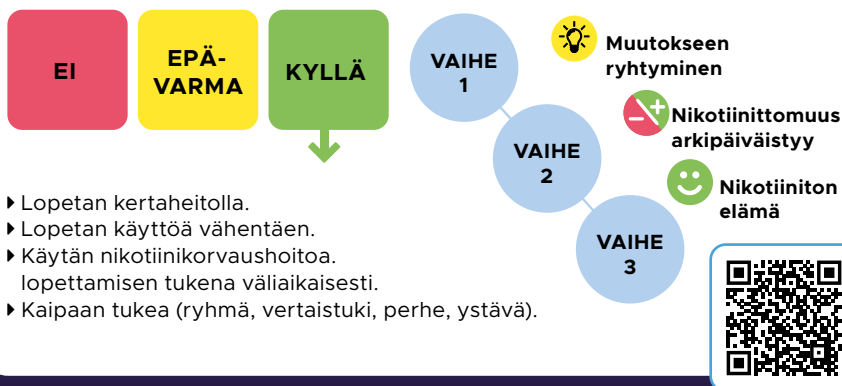 EI
EPÄ-
VARMA
KYLLÄ
▶ Lopetan kertaheitolla.
▶ Lopetan käyttöä vähentäen.
▶ Käytän nikotiinikorvaushoitoa.
lopettamisen tukena väliaikaisesti.
▶ Kaipaan tukea (ryhmä, vertaistuki, perhe, ystävä).
VAIHE
1
Muutokseen
ryhtyminen
VAIHE
2
Nikotiinittomuus
arkipäiväistyy
VAIHE
3
Nikotiiniton
elämä